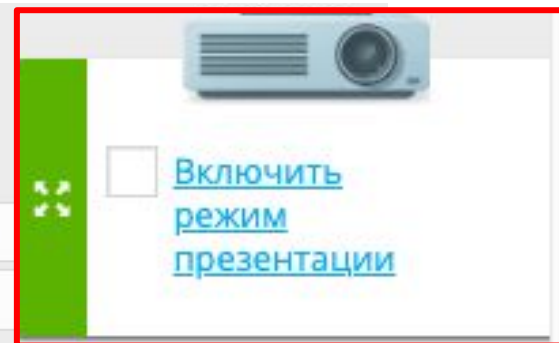 Включить
режим
презентации